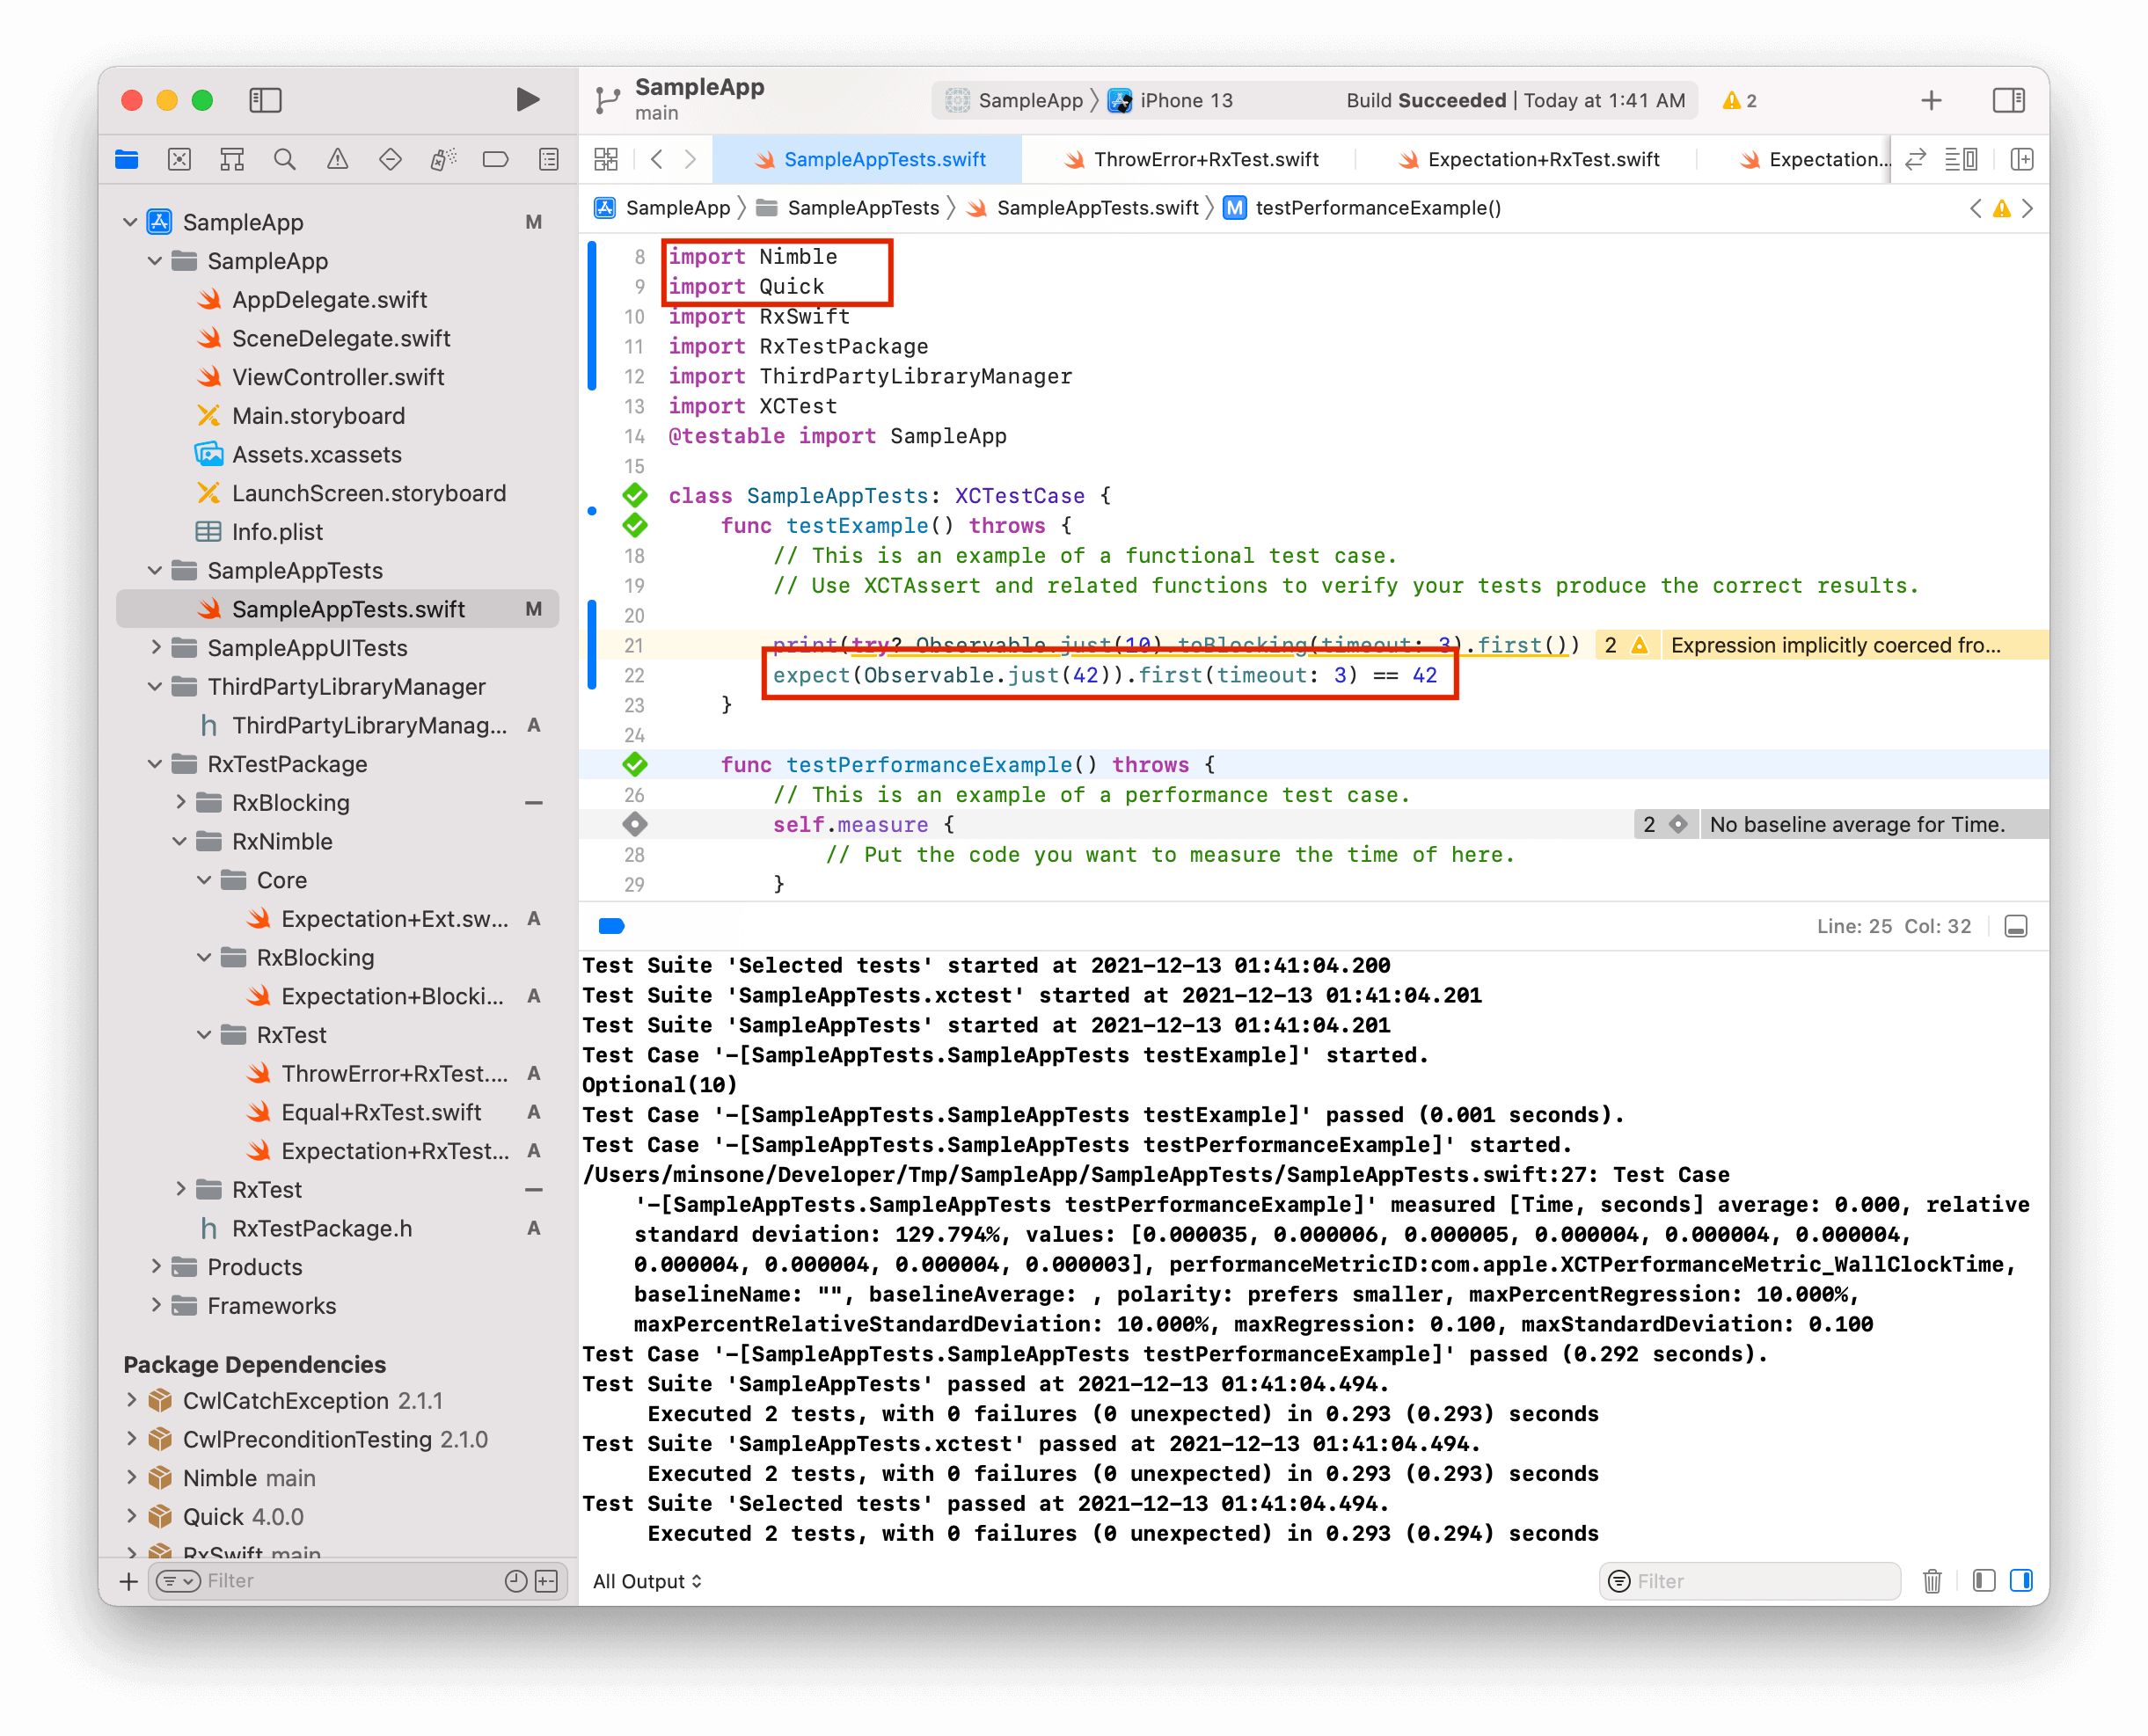 SampleApp
main
SampleApp
iPhone 13
Build Succeeded | Today at 1:41 AM
2
SampleAppTests.swift
ThrowError+RxTest.swift
Expectation+RxTest.swift
Expectation...
SampleApp
SampleAppTests
SampleAppTests.swift
M
testPerformanceExample()
SampleApp M
SampleApp
AppDelegate.swift
SceneDelegate.swift
ViewController.swift
Main.storyboard
Assets.xcassets
LaunchScreen.storyboard
Info.plist
SampleAppTests
SampleAppTests.swift M
SampleAppUITests
ThirdPartyLibraryManager
h ThirdPartyLibraryManag... A
RxTestPackage
RxBlocking —
RxNimble
Core
Expectation+Ext.sw... A
RxBlocking
Expectation+Blocki... A
RxTest
ThrowError+RxTest.... A
Equal+RxTest.swift A
Expectation+RxTest... A
RxTest —
h RxTestPackage.h A
Products
Frameworks
Package Dependencies
CwlCatchException 2.1.1
CwlPreconditionTesting 2.1.0
Nimble main
Quick 4.0.0
RxSwift main
Filter
8 import Nimble
9 import Quick
10 import RxSwift
11 import RxTestPackage
12 import ThirdPartyLibraryManager
13 import XCTest
14 @testable import SampleApp
15
class SampleAppTests: XCTestCase {
func testExample() throws {
18 // This is an example of a functional test case.
19 // Use XCTAssert and related functions to verify your tests produce the correct results.
20
21 print(try? Observable.just(10).toBlocking(timeout: 3).first()) 2 Expression implicitly coerced fro...
22 expect(Observable.just(42)).first(timeout: 3) == 42
23 }
24
func testPerformanceExample() throws {
26 // This is an example of a performance test case.
self.measure { 2 No baseline average for Time.
28 // Put the code you want to measure the time of here.
29 }
Line: 25 Col: 32
Test Suite 'Selected tests' started at 2021-12-13 01:41:04.200
Test Suite 'SampleAppTests.xctest' started at 2021-12-13 01:41:04.201
Test Suite 'SampleAppTests' started at 2021-12-13 01:41:04.201
Test Case '-[SampleAppTests.SampleAppTests testExample]' started.
Optional(10)
Test Case '-[SampleAppTests.SampleAppTests testExample]' passed (0.001 seconds).
Test Case '-[SampleAppTests.SampleAppTests testPerformanceExample]' started.
/Users/minsone/Developer/Tmp/SampleApp/SampleAppTests/SampleAppTests.swift:27: Test Case
'-[SampleAppTests.SampleAppTests testPerformanceExample]' measured [Time, seconds] average: 0.000, relative
standard deviation: 129.794%, values: [0.000035, 0.000006, 0.000005, 0.000004, 0.000004, 0.000004,
0.000004, 0.000004, 0.000004, 0.000003], performanceMetricID:com.apple.XCTPerformanceMetric_WallClockTime,
baselineName: "", baselineAverage: , polarity: prefers smaller, maxPercentRegression: 10.000%,
maxPercentRelativeStandardDeviation: 10.000%, maxRegression: 0.100, maxStandardDeviation: 0.100
Test Case '-[SampleAppTests.SampleAppTests testPerformanceExample]' passed (0.292 seconds).
Test Suite 'SampleAppTests' passed at 2021-12-13 01:41:04.494.
Executed 2 tests, with 0 failures (0 unexpected) in 0.293 (0.293) seconds
Test Suite 'SampleAppTests.xctest' passed at 2021-12-13 01:41:04.494.
Executed 2 tests, with 0 failures (0 unexpected) in 0.293 (0.293) seconds
Test Suite 'Selected tests' passed at 2021-12-13 01:41:04.494.
Executed 2 tests, with 0 failures (0 unexpected) in 0.293 (0.294) seconds
All Output
Filter